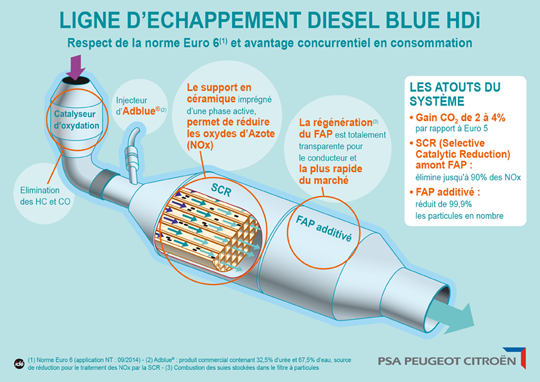 LIGNE D'ECHAPPEMENT DIESEL BLUE HDi
Respect de la norme Euro 6(1) et avantage concurrentiel en consommation
Catalyseur
d'oxydation
Injecteur
d'Adblue®(2)
Elimination
des HC et CO
Le support en
céramique imprégné
d'une phase active,
permet de réduire
les oxydes d'Azote
(NOx)
SCR
La régénération(3)
du FAP est totalement
transparente pour
le conducteur et
la plus rapide
du marché
FAP additivé
LES ATOUTS DU
SYSTÈME
• Gain CO2 de 2 à 4%
par rapport à Euro 5
• SCR (Selective
Catalytic Reduction)
amont FAP :
élimine jusqu'à 90% des NOx
• FAP additivé :
réduit de 99,9%
les particules en nombre
idé
(1) Norme Euro 6 (application NT : 09/2014) - (2) Adblue® : produit commercial contenant 32,5% d'urée et 67,5% d'eau, source
de réduction pour le traitement des NOx par la SCR - (3) Combustion des suies stockées dans le filtre à particules
PSA PEUGEOT CITROËN